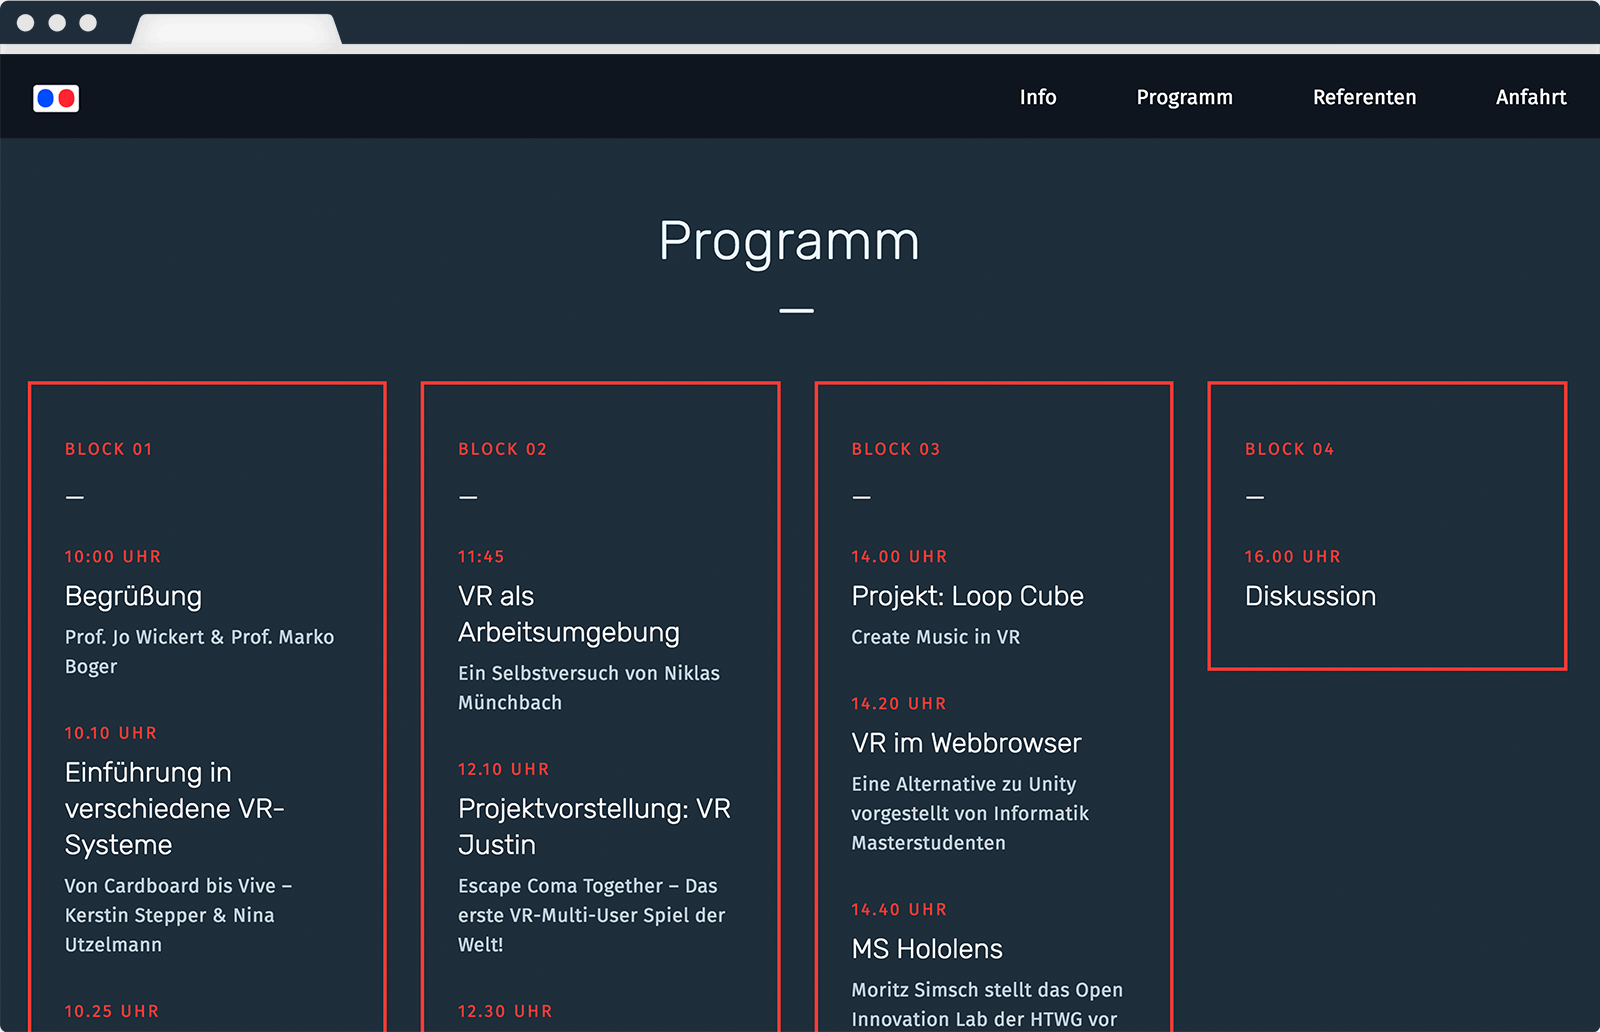 Info
Programm
Referenten
Anfahrt
Programm
BLOCK 01
—
10:00 UHR
Begrüßung
Prof. Jo Wickert & Prof. Marko
Boger
10.10 UHR
Einführung in
verschiedene VR-
Systeme
Von Cardboard bis Vive –
Kerstin Stepper & Nina
Utzelmann
10.25 UHR
BLOCK 02
—
11:45
VR als
Arbeitsumgebung
Ein Selbstversuch von Niklas
Münchbach
12.10 UHR
Projektvorstellung: VR
Justin
Escape Coma Together – Das
erste VR-Multi-User Spiel der
Welt!
12.30 UHR
BLOCK 03
—
14.00 UHR
Projekt: Loop Cube
Create Music in VR
14.20 UHR
VR im Webbrowser
Eine Alternative zu Unity
vorgestellt von Informatik
Masterstudenten
14.40 UHR
MS Hololens
Moritz Simsch stellt das Open
Innovation Lab der HTWG vor
BLOCK 04
—
16.00 UHR
Diskussion